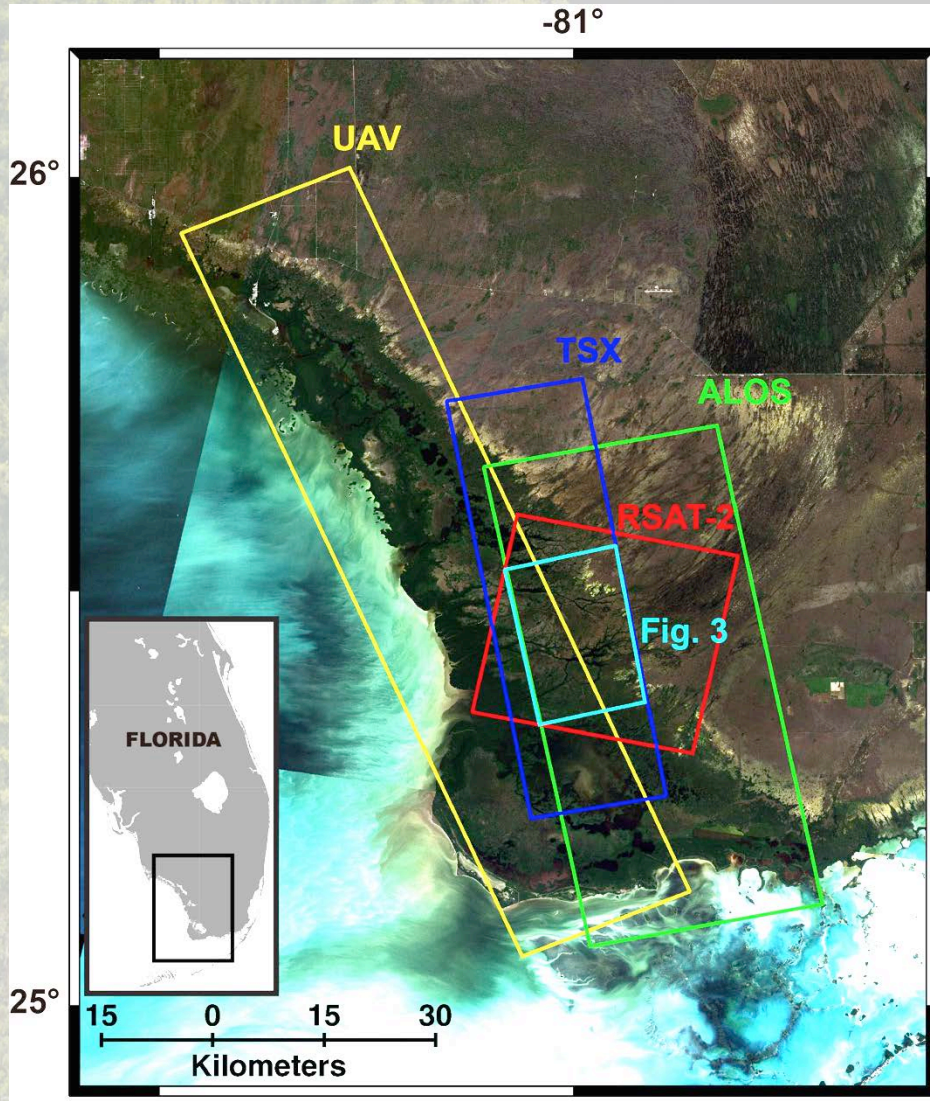 -81°
UAV
26°
TSX
ALOS
RSAT-2
Fig. 3
FLORIDA
25°
15 0 15 30
Kilometers